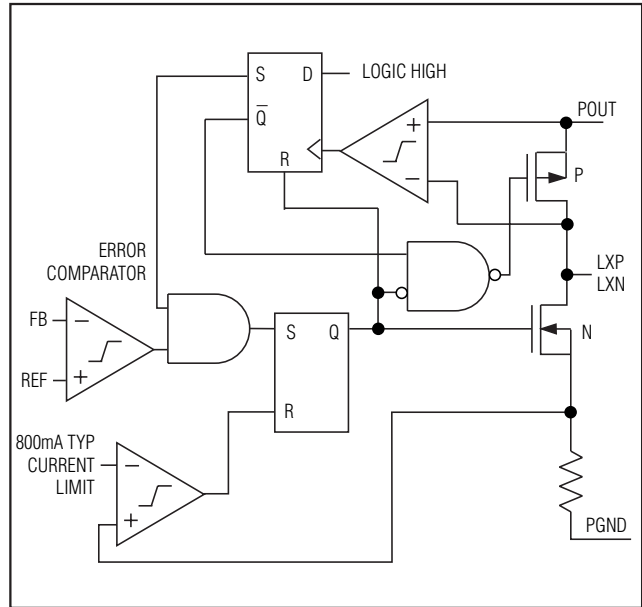 S D LOGIC HIGH
Q̅
R
+
−
POUT
P
ERROR
COMPARATOR
LXP
LXN
FB −
REF +
S Q
R
N
800mA TYP
CURRENT
LIMIT
−
+
PGND